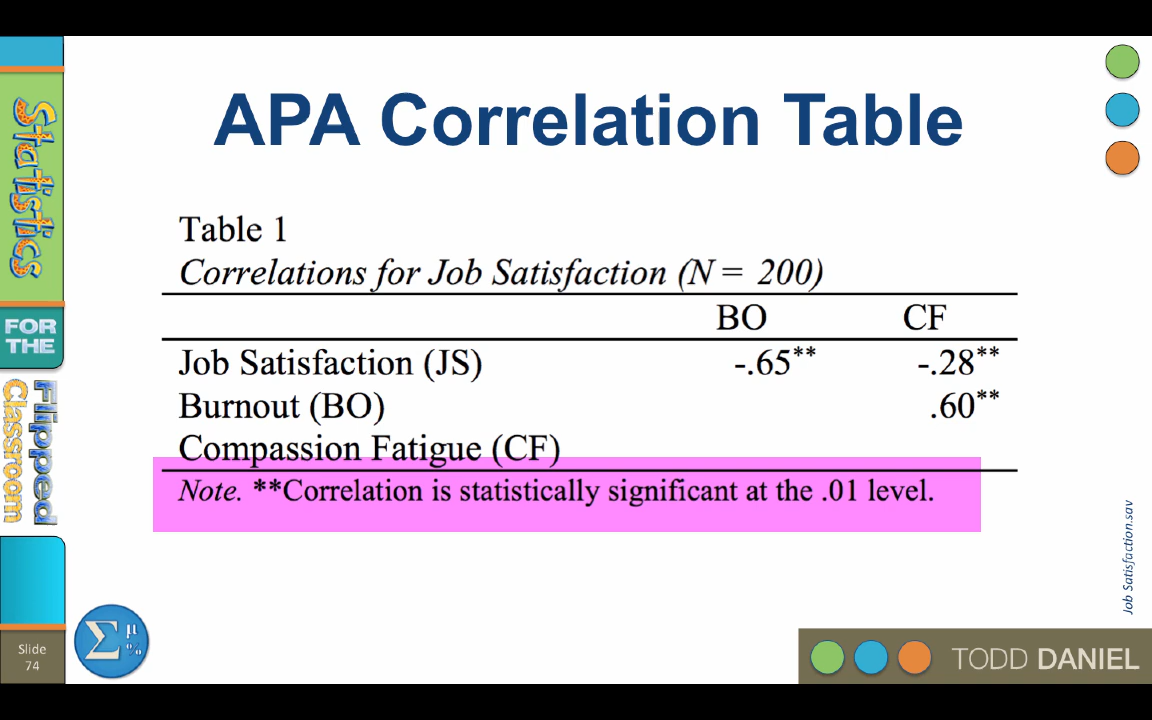 APA Correlation Table
Table 1
Correlations for Job Satisfaction (N = 200)
BO CF
Job Satisfaction (JS) -.65** -.28**
Burnout (BO) .60**
Compassion Fatigue (CF)
Note. **Correlation is statistically significant at the .01 level.
Statistics
FOR
THE
Flipped
Classroom
Slide
74
Σ μ
%
Job Satisfaction.sav
TODD DANIEL